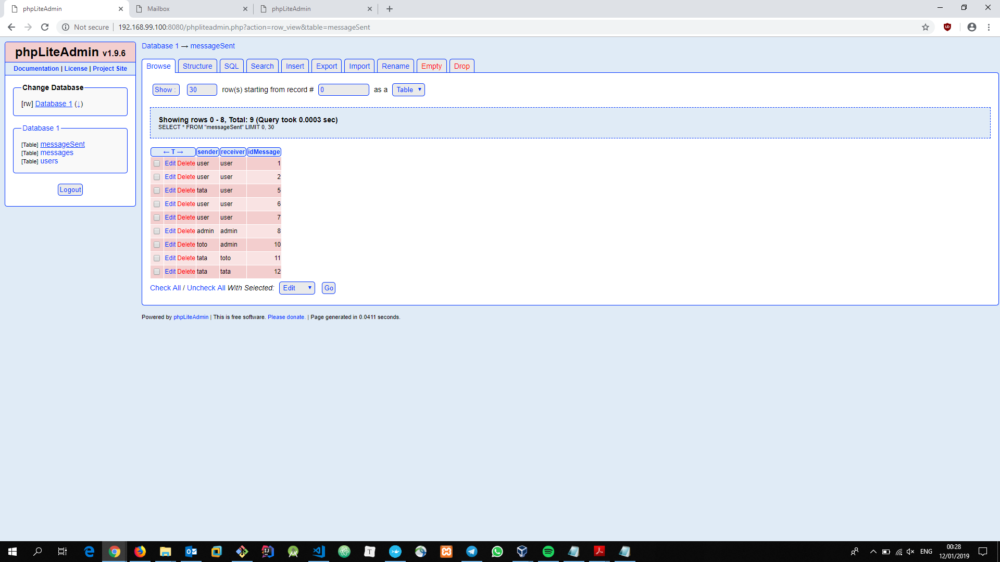 phpLiteAdmin
Mailbox
phpLiteAdmin
Not secure
192.168.99.100:8080/phpliteadmin.php?action=row_view&table=messageSent
phpLiteAdmin v1.9.6
Documentation | License | Project Site
Change Database
[rw] Database 1 (↓)
Database 1
[Table] messageSent
[Table] messages
[Table] users
Logout
Database 1 → messageSent
Browse Structure SQL Search Insert Export Import Rename Empty Drop
Show : 30 row(s) starting from record # 0 as a Table
Showing rows 0 - 8, Total: 9 (Query took 0.0003 sec)
SELECT * FROM "messageSent" LIMIT 0, 30
← T → sender receiver idMessage
Edit Delete user user 1
Edit Delete user user 2
Edit Delete tata user 5
Edit Delete user user 6
Edit Delete user user 7
Edit Delete admin admin 8
Edit Delete toto admin 10
Edit Delete tata toto 11
Edit Delete tata tata 12
Check All / Uncheck All With Selected: Edit Go
Powered by phpLiteAdmin | This is free software. Please donate. | Page generated in 0.0411 seconds.
ENG
00:28
12/01/2019